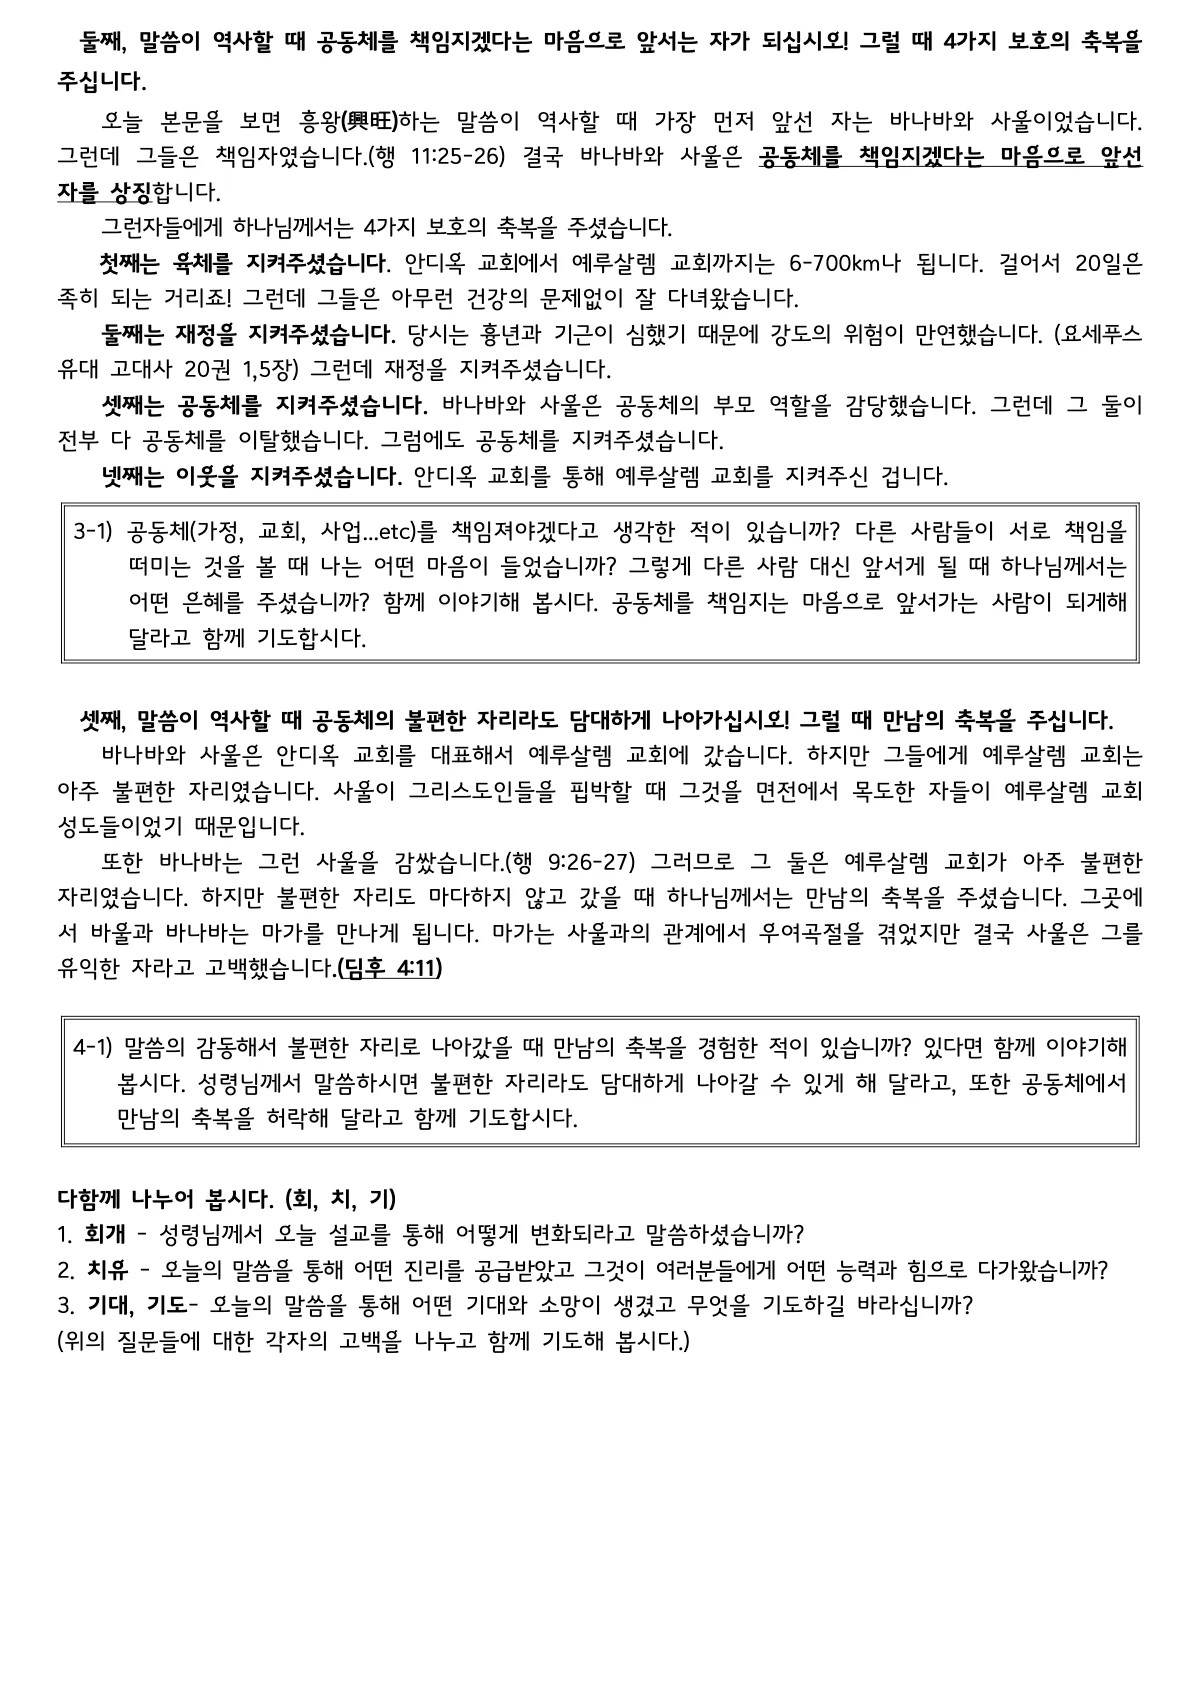 둘째, 말씀이 역사할 때 공동체를 책임지겠다는 마음으로 앞서는 자가 되십시오! 그럴 때 4가지 보호의 축복을
주십니다.
오늘 본문을 보면 흥왕(興旺)하는 말씀이 역사할 때 가장 먼저 앞선 자는 바나바와 사울이었습니다.
그런데 그들은 책임자였습니다.(행 11:25-26) 결국 바나바와 사울은 공동체를 책임지겠다는 마음으로 앞선
자를 상징합니다.
그런자들에게 하나님께서는 4가지 보호의 축복을 주셨습니다.
첫째는 육체를 지켜주셨습니다. 안디옥 교회에서 예루살렘 교회까지는 6-700km나 됩니다. 걸어서 20일은
족히 되는 거리죠! 그런데 그들은 아무런 건강의 문제없이 잘 다녀왔습니다.
둘째는 재정을 지켜주셨습니다. 당시는 흉년과 기근이 심했기 때문에 강도의 위험이 만연했습니다. (요세푸스
유대 고대사 20권 1,5장) 그런데 재정을 지켜주셨습니다.
셋째는 공동체를 지켜주셨습니다. 바나바와 사울은 공동체의 부모 역할을 감당했습니다. 그런데 그 둘이
전부 다 공동체를 이탈했습니다. 그럼에도 공동체를 지켜주셨습니다.
넷째는 이웃을 지켜주셨습니다. 안디옥 교회를 통해 예루살렘 교회를 지켜주신 겁니다.
3-1) 공동체(가정, 교회, 사업...etc)를 책임져야겠다고 생각한 적이 있습니까? 다른 사람들이 서로 책임을
떠미는 것을 볼 때 나는 어떤 마음이 들었습니까? 그렇게 다른 사람 대신 앞서게 될 때 하나님께서는
어떤 은혜를 주셨습니까? 함께 이야기해 봅시다. 공동체를 책임지는 마음으로 앞서가는 사람이 되게해
달라고 함께 기도합시다.
셋째, 말씀이 역사할 때 공동체의 불편한 자리라도 담대하게 나아가십시오! 그럴 때 만남의 축복을 주십니다.
바나바와 사울은 안디옥 교회를 대표해서 예루살렘 교회에 갔습니다. 하지만 그들에게 예루살렘 교회는
아주 불편한 자리였습니다. 사울이 그리스도인들을 핍박할 때 그것을 면전에서 목도한 자들이 예루살렘 교회
성도들이었기 때문입니다.
또한 바나바는 그런 사울을 감쌌습니다.(행 9:26-27) 그러므로 그 둘은 예루살렘 교회가 아주 불편한
자리였습니다. 하지만 불편한 자리도 마다하지 않고 갔을 때 하나님께서는 만남의 축복을 주셨습니다. 그곳에
서 바울과 바나바는 마가를 만나게 됩니다. 마가는 사울과의 관계에서 우여곡절을 겪었지만 결국 사울은 그를
유익한 자라고 고백했습니다.(딤후 4:11)
4-1) 말씀의 감동해서 불편한 자리로 나아갔을 때 만남의 축복을 경험한 적이 있습니까? 있다면 함께 이야기해
봅시다. 성령님께서 말씀하시면 불편한 자리라도 담대하게 나아갈 수 있게 해 달라고, 또한 공동체에서
만남의 축복을 허락해 달라고 함께 기도합시다.
다함께 나누어 봅시다. (회, 치, 기)
1. 회개 - 성령님께서 오늘 설교를 통해 어떻게 변화되라고 말씀하셨습니까?
2. 치유 - 오늘의 말씀을 통해 어떤 진리를 공급받았고 그것이 여러분들에게 어떤 능력과 힘으로 다가왔습니까?
3. 기대, 기도- 오늘의 말씀을 통해 어떤 기대와 소망이 생겼고 무엇을 기도하길 바라십니까?
(위의 질문들에 대한 각자의 고백을 나누고 함께 기도해 봅시다.)